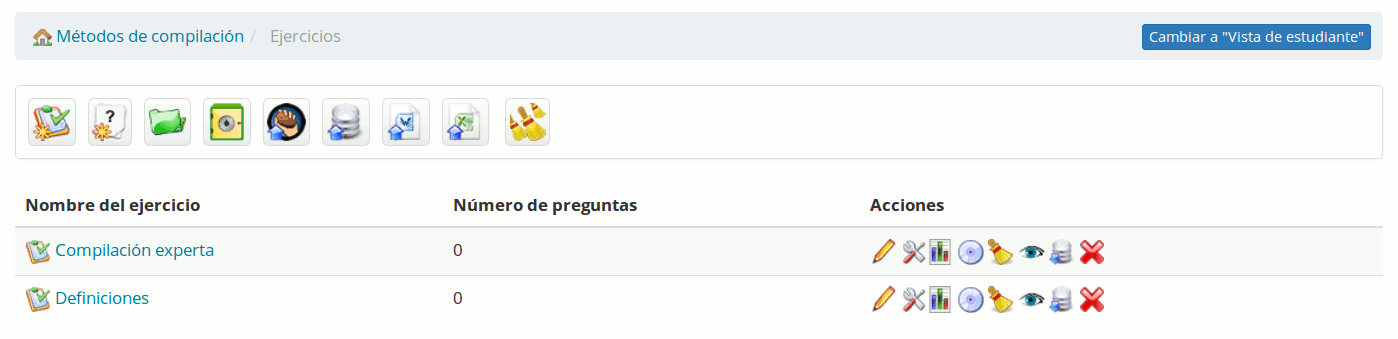 Métodos de compilación / Ejercicios
Cambiar a "Vista de estudiante"
?
Nombre del ejercicio Número de preguntas Acciones
Compilación experta 0
Definiciones 0